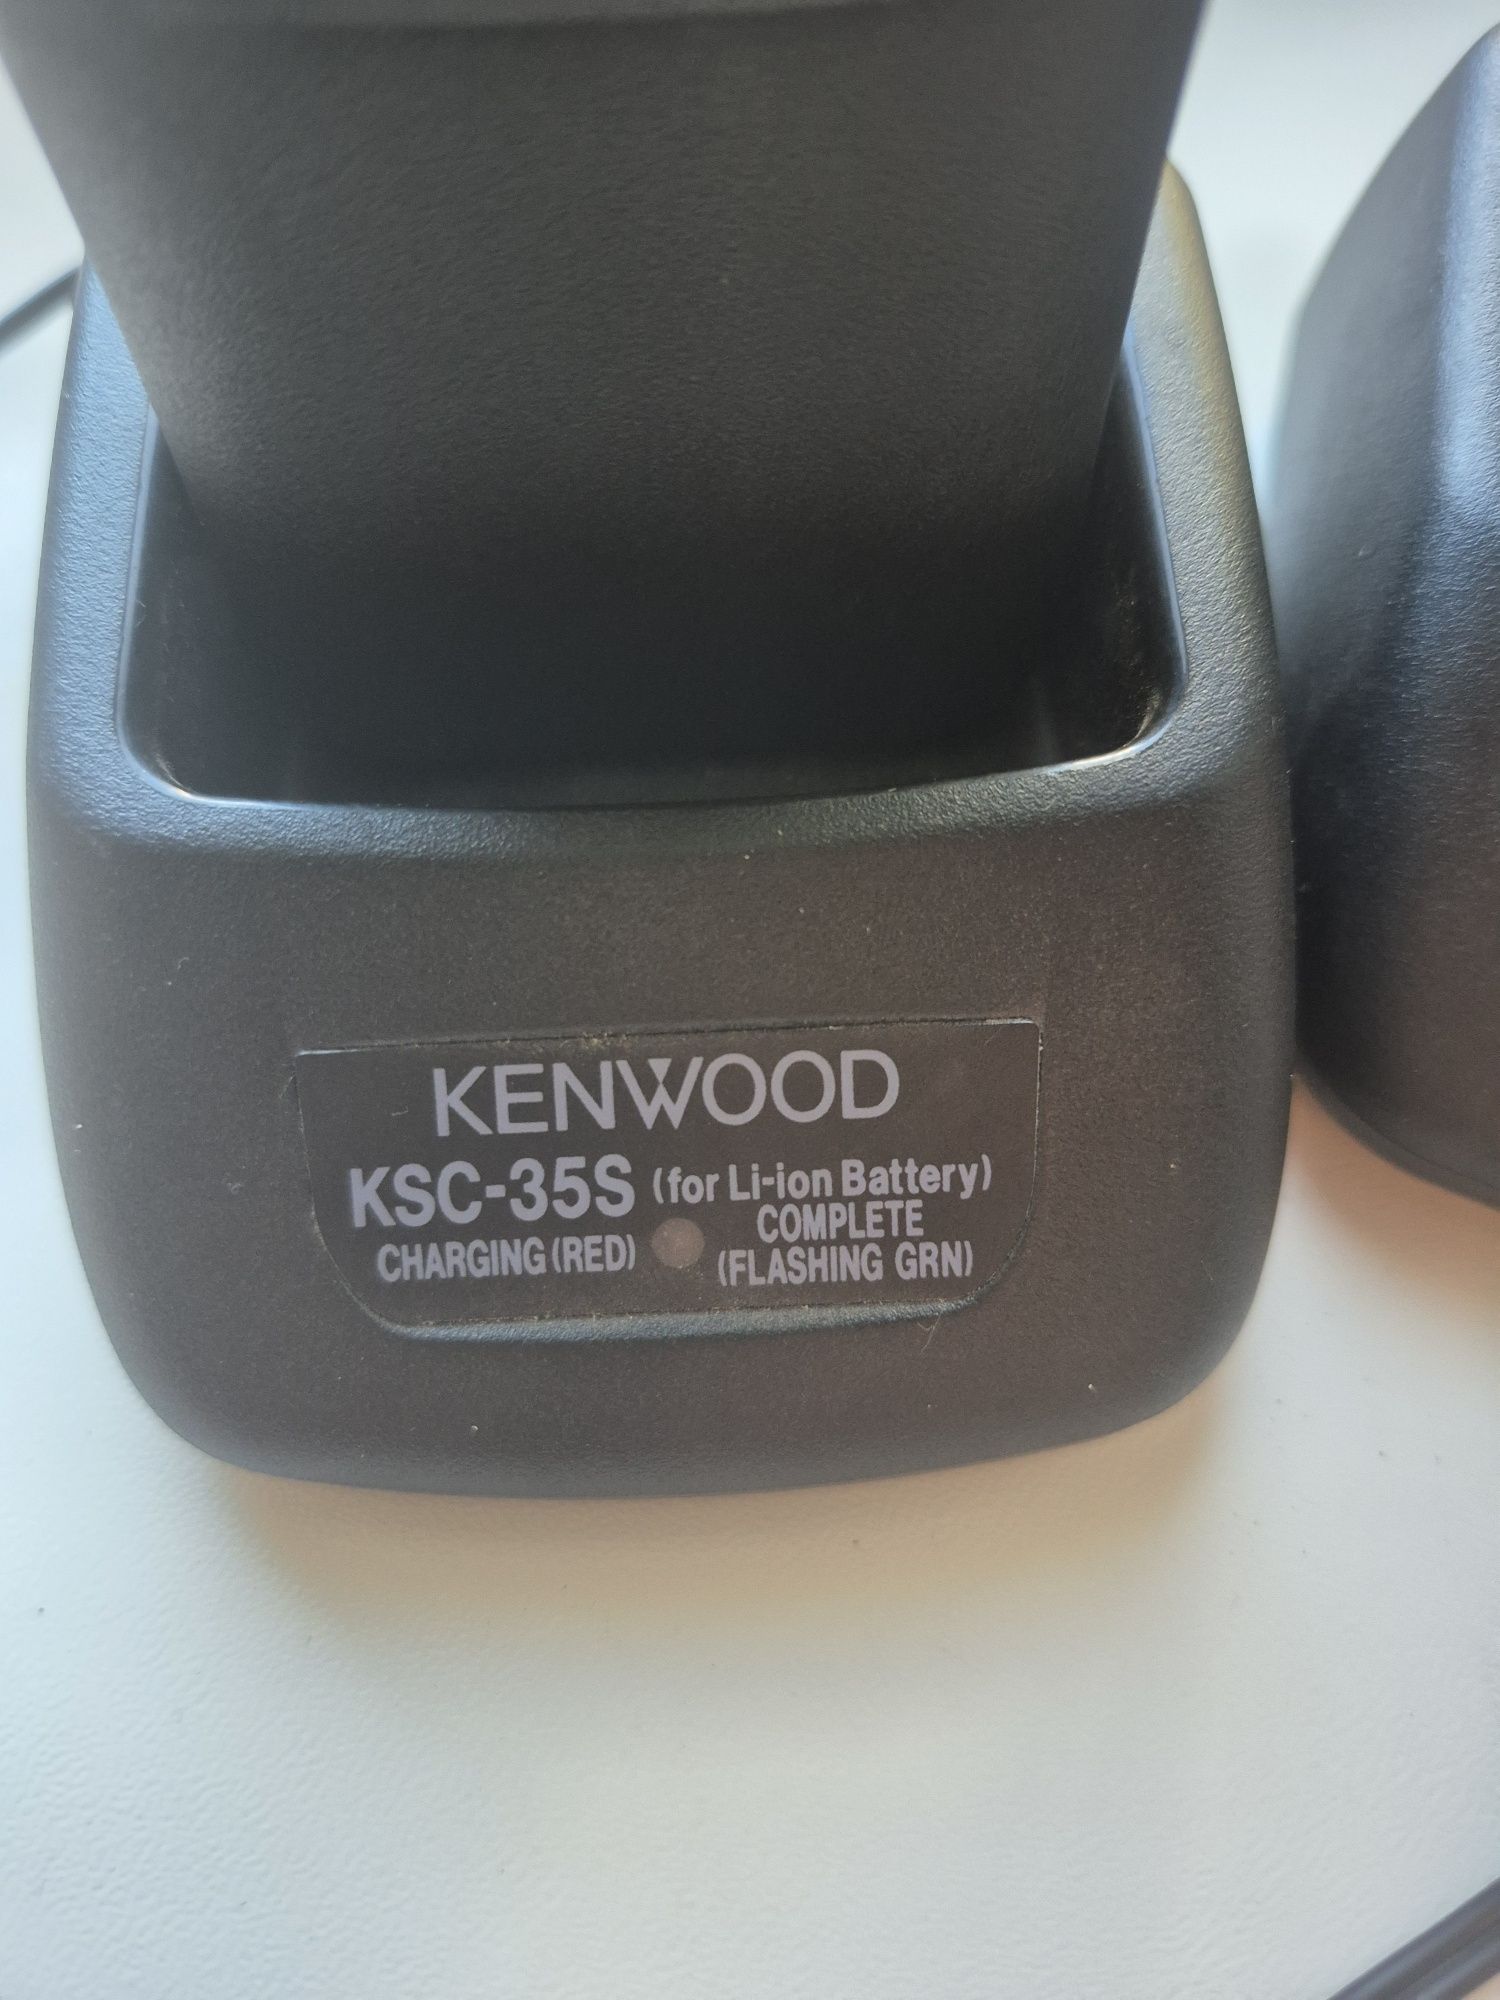 KENWOOD
KSC-35S (for Li-ion Battery)
CHARGING (RED) COMPLETE
(FLASHING GRN)